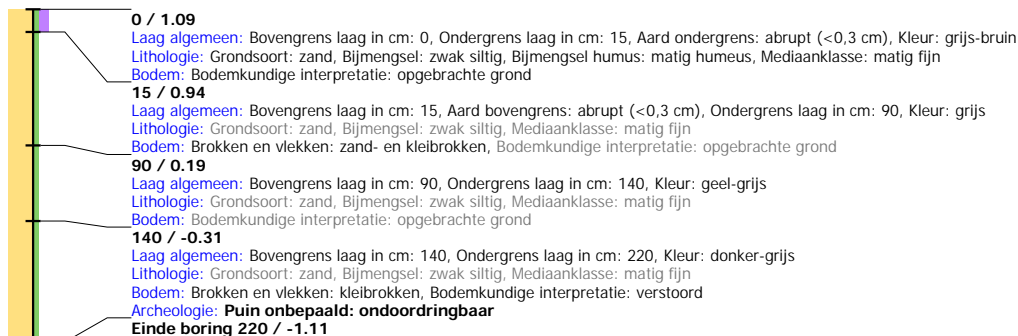 0 / 1.09
Laag algemeen: Bovengrens laag in cm: 0, Ondergrens laag in cm: 15, Aard ondergrens: abrupt (<0,3 cm), Kleur: grijs-bruin
Lithologie: Grondsoort: zand, Bijmengsel: zwak siltig, Bijmengsel humus: matig humeus, Mediaanklasse: matig fijn
Bodem: Bodemkundige interpretatie: opgebrachte grond
15 / 0.94
Laag algemeen: Bovengrens laag in cm: 15, Aard bovengrens: abrupt (<0,3 cm), Ondergrens laag in cm: 90, Kleur: grijs
Lithologie: Grondsoort: zand, Bijmengsel: zwak siltig, Mediaanklasse: matig fijn
Bodem: Brokken en vlekken: zand- en kleibrokken, Bodemkundige interpretatie: opgebrachte grond
90 / 0.19
Laag algemeen: Bovengrens laag in cm: 90, Ondergrens laag in cm: 140, Kleur: geel-grijs
Lithologie: Grondsoort: zand, Bijmengsel: zwak siltig, Mediaanklasse: matig fijn
Bodem: Bodemkundige interpretatie: opgebrachte grond
140 / -0.31
Laag algemeen: Bovengrens laag in cm: 140, Ondergrens laag in cm: 220, Kleur: donker-grijs
Lithologie: Grondsoort: zand, Bijmengsel: zwak siltig, Mediaanklasse: matig fijn
Bodem: Brokken en vlekken: kleibrokken, Bodemkundige interpretatie: verstoord
Archeologie: Puin onbepaald: ondoordringbaar
Einde boring 220 / -1.11